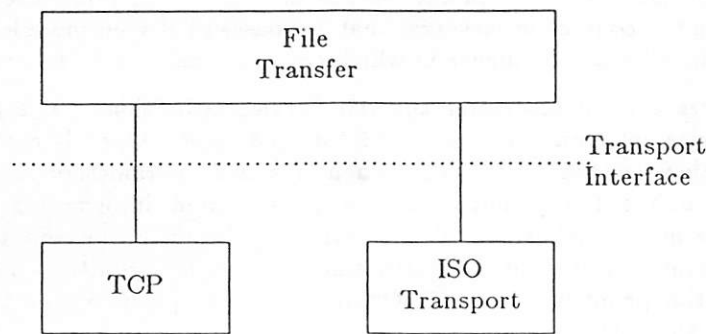 File
Transfer
Transport
Interface
TCP
ISO
Transport